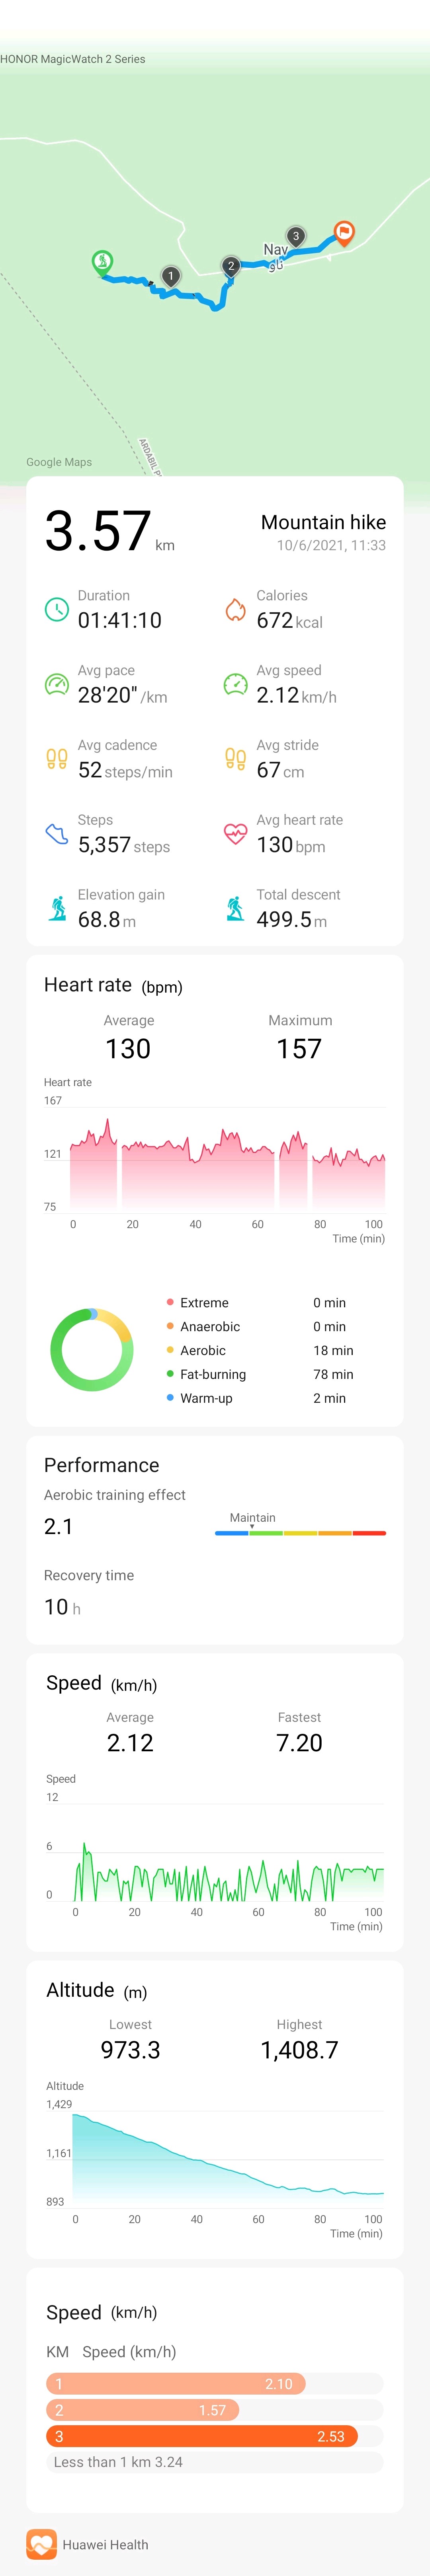 HONOR MagicWatch 2 Series
3
Nav
2
ناو
1
Google Maps
3.57 km
Mountain hike
10/6/2021, 11:33
Duration
01:41:10
Calories
672 kcal
Avg pace
28'20" /km
Avg speed
2.12 km/h
Avg cadence
52 steps/min
Avg stride
67 cm
Steps
5,357 steps
Avg heart rate
130 bpm
Elevation gain
68.8 m
Total descent
499.5 m
Heart rate (bpm)
Average
130
Maximum
157
Heart rate
167
121
75
0 20 40 60 80 100
Time (min)
Extreme 0 min
Anaerobic 0 min
Aerobic 18 min
Fat-burning 78 min
Warm-up 2 min
Performance
Aerobic training effect
2.1
Maintain
Recovery time
10 h
Speed (km/h)
Average
2.12
Fastest
7.20
Speed
12
6
0
0 20 40 60 80 100
Time (min)
Altitude (m)
Lowest
973.3
Highest
1,408.7
Altitude
1,429
1,161
893
0 20 40 60 80 100
Time (min)
Speed (km/h)
KM Speed (km/h)
1 2.10
2 1.57
3 2.53
Less than 1 km 3.24
Huawei Health